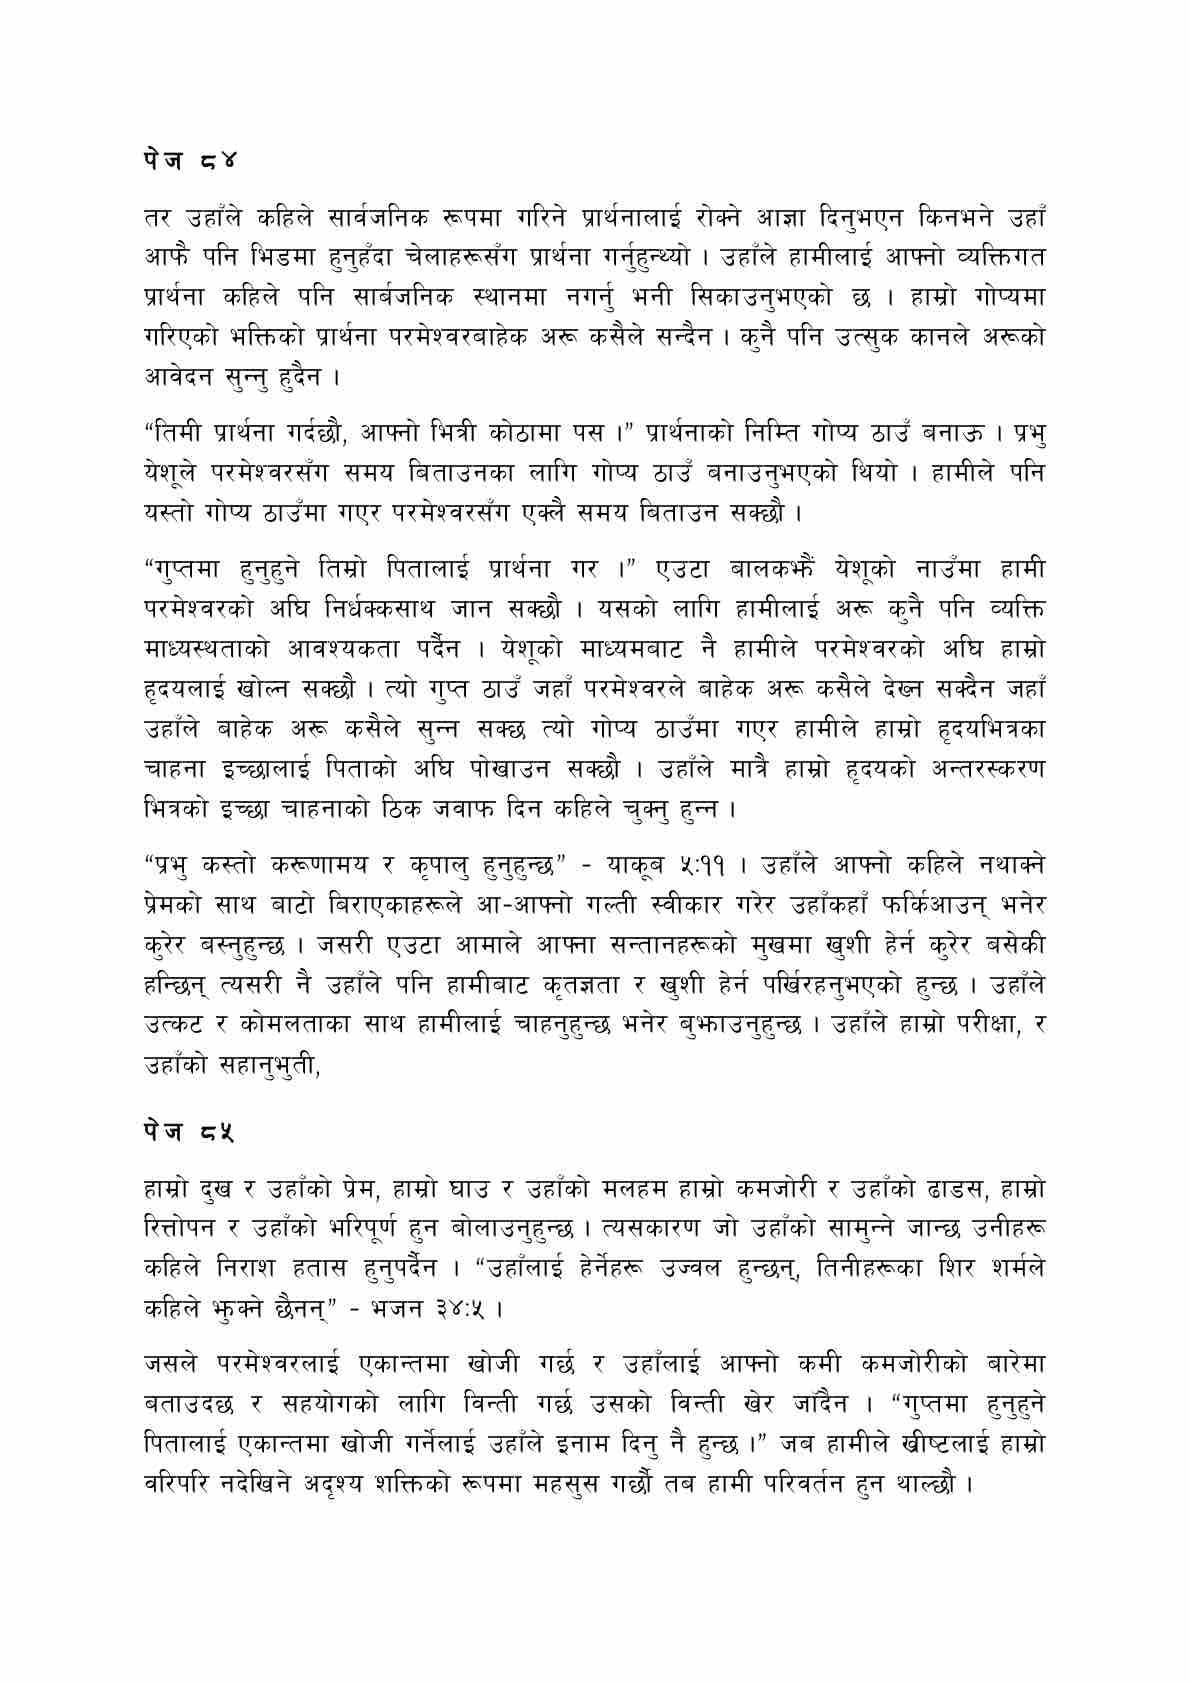 पेज ८४
तर उहाँले कहिले सार्वजनिक रूपमा गरिने प्रार्थनालाई रोक्ने आज्ञा दिनुभएन किनभने उहाँ
आफै पनि भिडमा हुनुहँदा चेलाहरूसँग प्रार्थना गर्नुहुन्थ्यो । उहाँले हामीलाई आफ्नो व्यक्तिगत
प्रार्थना कहिले पनि सार्बजनिक स्थानमा नगर्नु भनी सिकाउनुभएको छ । हाम्रो गोप्यमा
गरिएको भक्तिको प्रार्थना परमेश्वरबाहेक अरू कसैले सन्दैन । कुनै पनि उत्सुक कानले अरूको
आवेदन सुन्नु हुदैन ।
“तिमी प्रार्थना गर्दछौ, आफ्नो भित्री कोठामा पस ।” प्रार्थनाको निम्ति गोप्य ठाउँ बनाऊ । प्रभु
येशूले परमेश्वरसँग समय बिताउनका लागि गोप्य ठाउँ बनाउनुभएको थियो । हामीले पनि
यस्तो गोप्य ठाउँमा गएर परमेश्वरसँग एक्लै समय बिताउन सक्छौ ।
“गुप्तमा हुनुहुने तिम्रो पितालाई प्रार्थना गर ।” एउटा बालकझैं येशूको नाउँमा हामी
परमेश्वरको अघि निर्धक्कसाथ जान सक्छौ । यसको लागि हामीलाई अरू कुनै पनि व्यक्ति
माध्यस्थताको आवश्यकता पर्दैन । येशूको माध्यमबाट नै हामीले परमेश्वरको अघि हाम्रो
हृदयलाई खोल्न सक्छौ । त्यो गुप्त ठाउँ जहाँ परमेश्वरले बाहेक अरू कसैले देख्न सक्दैन जहाँ
उहाँले बाहेक अरू कसैले सुन्न सक्छ त्यो गोप्य ठाउँमा गएर हामीले हाम्रो हृदयभित्रका
चाहना इच्छालाई पिताको अघि पोखाउन सक्छौ । उहाँले मात्रै हाम्रो हृदयको अन्तरस्करण
भित्रको इच्छा चाहनाको ठिक जवाफ दिन कहिले चुक्नु हुन्न ।
“प्रभु कस्तो करूणामय र कृपालु हुनुहुन्छ” - याकूब ५:११ । उहाँले आफ्नो कहिले नथाक्ने
प्रेमको साथ बाटो बिराएकाहरूले आ-आफ्नो गल्ती स्वीकार गरेर उहाँकहाँ फर्किआउन् भनेर
कुरेर बस्नुहुन्छ । जसरी एउटा आमाले आफ्ना सन्तानहरूको मुखमा खुशी हेर्न कुरेर बसेकी
हन्छिन् त्यसरी नै उहाँले पनि हामीबाट कृतज्ञता र खुशी हेर्न पर्खिरहनुभएको हुन्छ । उहाँले
उत्कट र कोमलताका साथ हामीलाई चाहनुहुन्छ भनेर बुझाउनुहुन्छ । उहाँले हाम्रो परीक्षा, र
उहाँको सहानुभुती,
पेज ८५
हाम्रो दुख र उहाँको प्रेम, हाम्रो घाउ र उहाँको मलहम हाम्रो कमजोरी र उहाँको ढाडस, हाम्रो
रित्तोपन र उहाँको भरिपूर्ण हुन बोलाउनुहुन्छ । त्यसकारण जो उहाँको सामुन्ने जान्छ उनीहरू
कहिले निराश हतास हुनुपर्दैन । “उहाँलाई हेर्नेहरू उज्वल हुन्छन्, तिनीहरूका शिर शर्मले
कहिले झुक्ने छैनन्” - भजन ३४:५ ।
जसले परमेश्वरलाई एकान्तमा खोजी गर्छ र उहाँलाई आफ्नो कमी कमजोरीको बारेमा
बताउदछ र सहयोगको लागि विन्ती गर्छ उसको विन्ती खेर जाँदैन । “गुप्तमा हुनुहुने
पितालाई एकान्तमा खोजी गर्नेलाई उहाँले इनाम दिनु नै हुन्छ ।” जब हामीले ख्रीष्टलाई हाम्रो
वरिपरि नदेखिने अदृश्य शक्तिको रूपमा महसुस गर्छौं तब हामी परिवर्तन हुन थाल्छौ ।